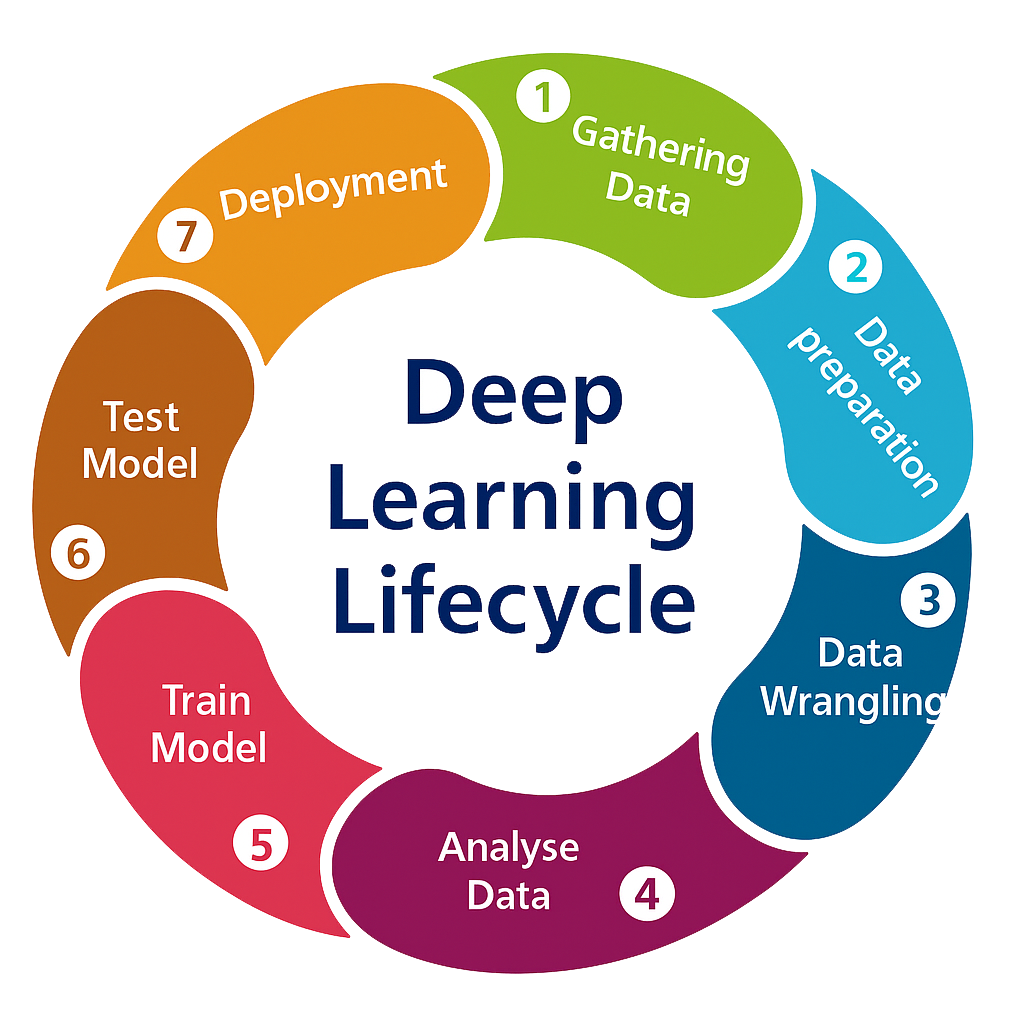 Deep
Learning
Lifecycle
1
Gathering
Data
2
Data
preparation
3
Data
Wrangling
4
Analyse
Data
5
Train
Model
6
Test
Model
7
Deployment